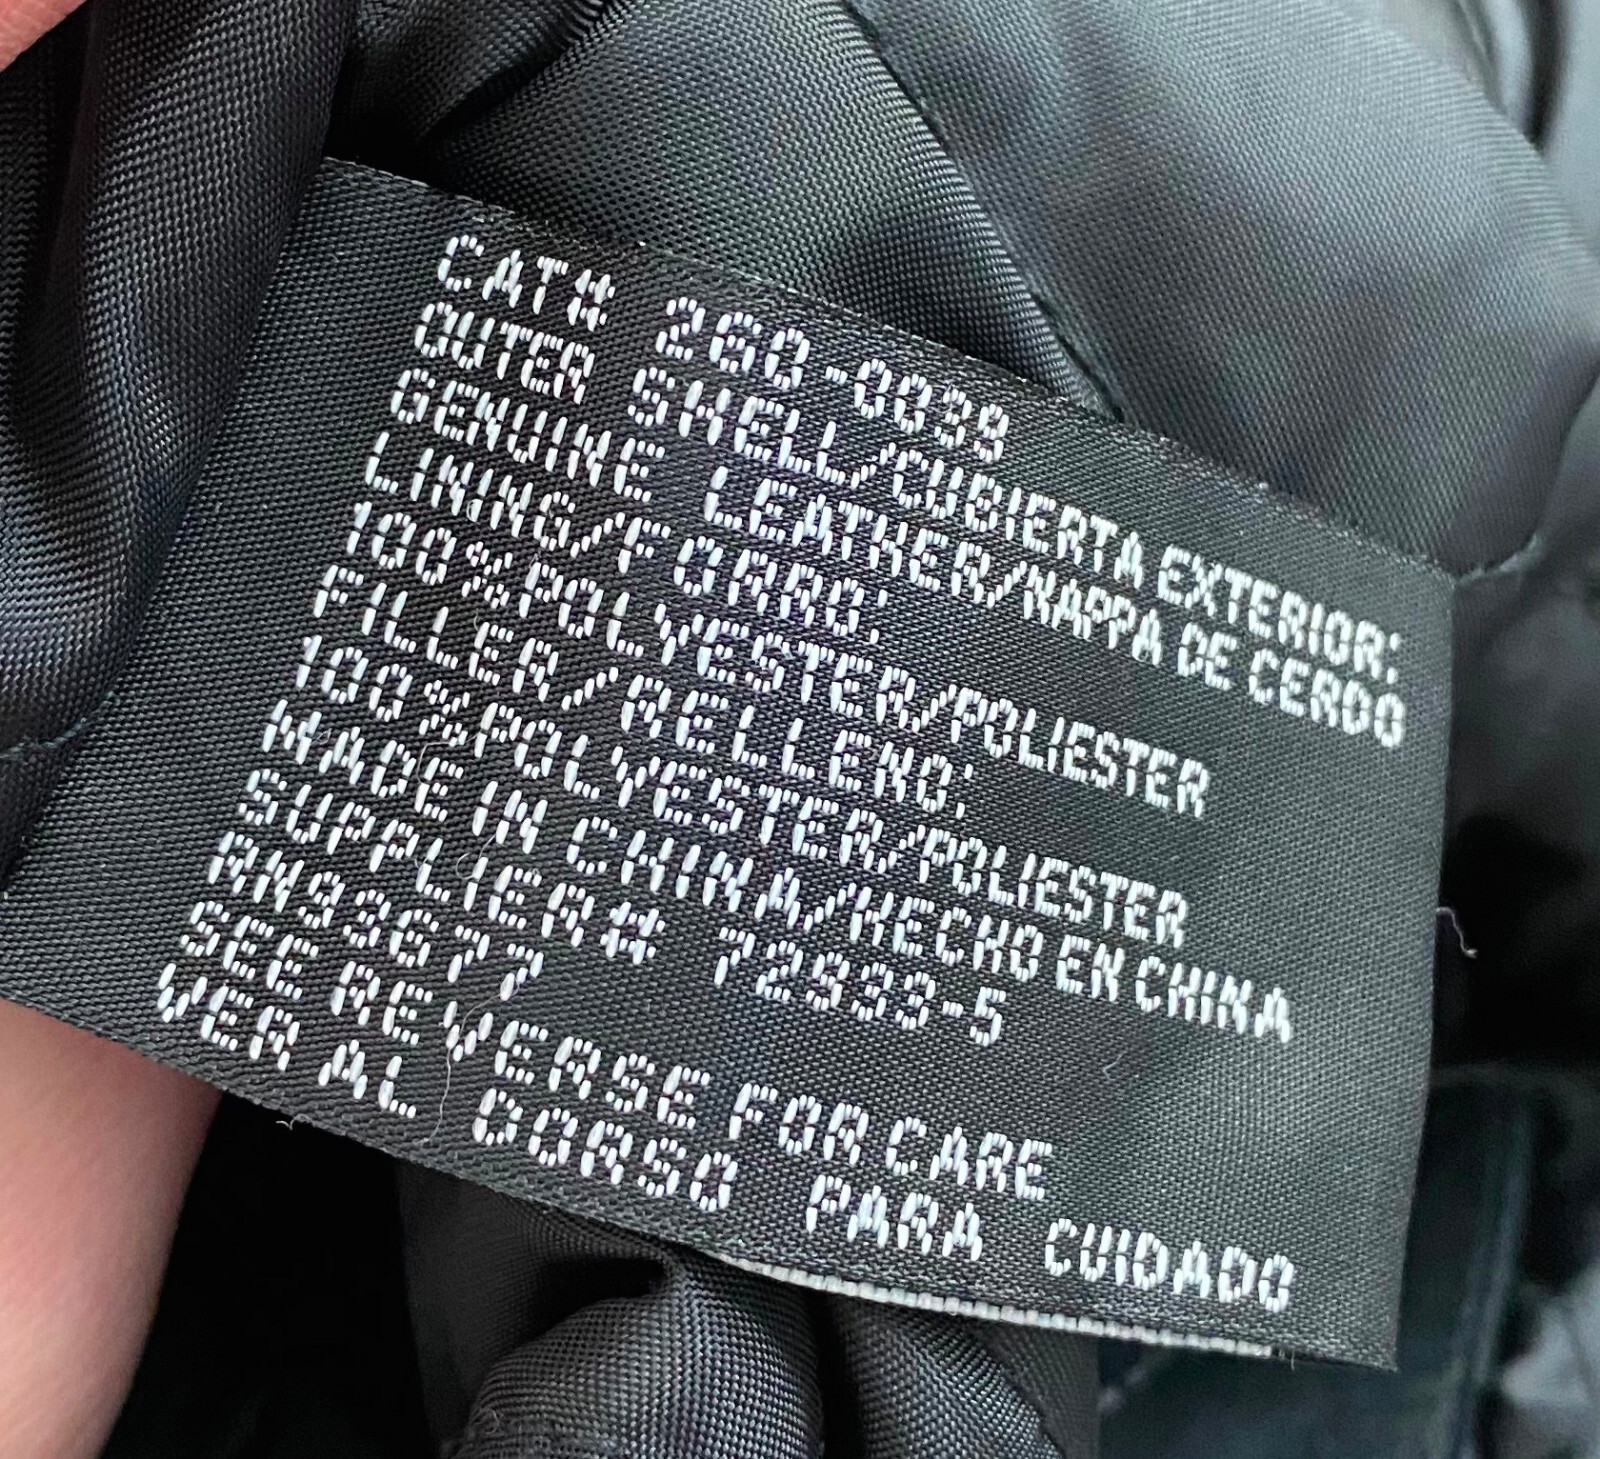 CAT# 260-0039
OUTER SHELL/CUBIERTA EXTERIOR:
GENUINE LEATHER/NAPPA DE CERDO
LINING/FORRO:
100%POLYESTER/POLIESTER
FILLER/RELLENO:
100%POLYESTER/POLIESTER
MADE IN CHINA/HECHO EN CHINA
SUPPLIER# 72933-5
RN93677
SEE REVERSE FOR CARE
VER AL DORSO PARA CUIDADO